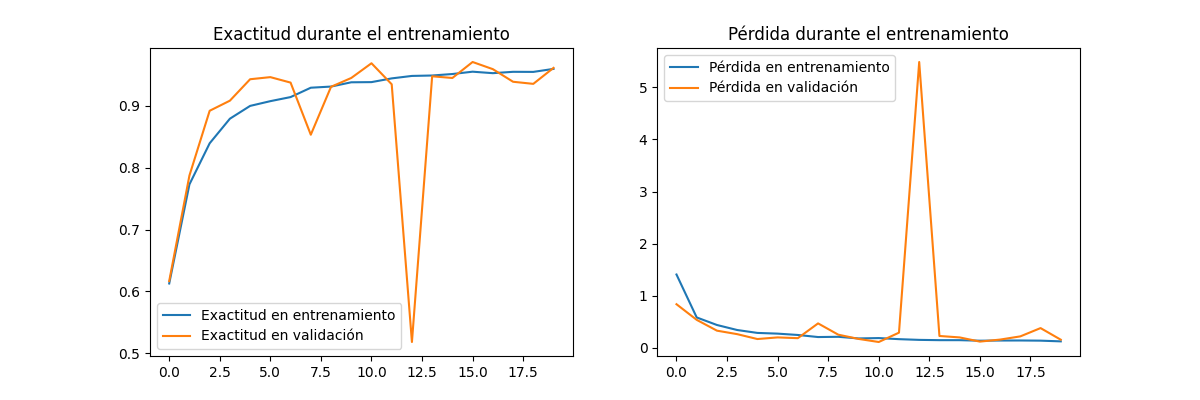 Exactitud durante el entrenamiento
0.9
0.8
0.7
0.6
0.5
Exactitud en entrenamiento
Exactitud en validación
0.0 2.5 5.0 7.5 10.0 12.5 15.0 17.5
Pérdida durante el entrenamiento
Pérdida en entrenamiento
Pérdida en validación
5
4
3
2
1
0
0.0 2.5 5.0 7.5 10.0 12.5 15.0 17.5